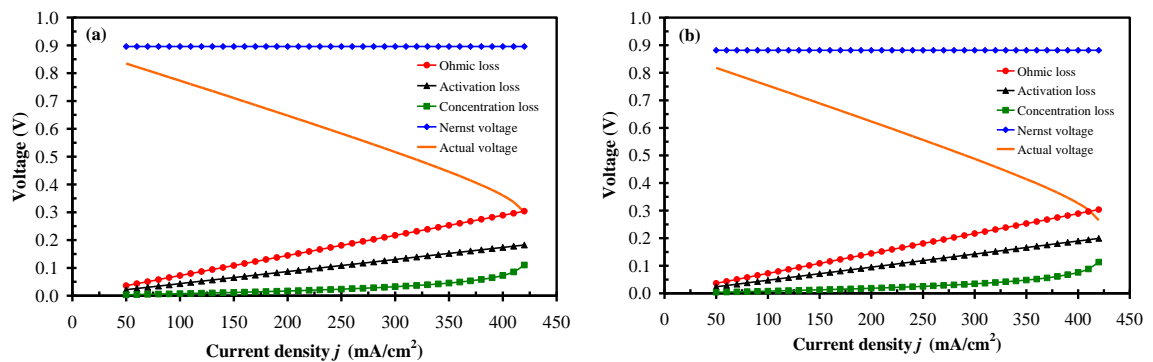 (a)
Voltage (V)
1.0
0.9
0.8
0.7
0.6
0.5
0.4
0.3
0.2
0.1
0.0
Ohmic loss
Activation loss
Concentration loss
Nernst voltage
Actual voltage
0 50 100 150 200 250 300 350 400 450
Current density j (mA/cm²)
(b)
Voltage (V)
1.0
0.9
0.8
0.7
0.6
0.5
0.4
0.3
0.2
0.1
0.0
Ohmic loss
Activation loss
Concentration loss
Nernst voltage
Actual voltage
0 50 100 150 200 250 300 350 400 450
Current density j (mA/cm²)